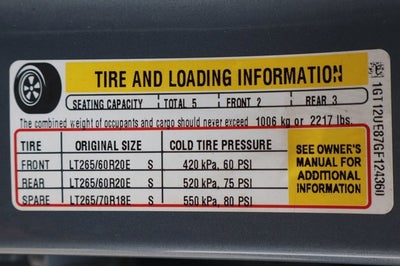 TIRE AND LOADING INFORMATION
SEATING CAPACITY TOTAL 5 FRONT 2 REAR 3
The combined weight of occupants and cargo should never exceed 1006 kg or 2217 lbs.
TIRE ORIGINAL SIZE COLD TIRE PRESSURE
FRONT LT265/60R20E S 420 kPa, 60 PSI
REAR LT265/60R20E S 520 kPa, 75 PSI
SPARE LT265/70R18E S 550 kPa, 80 PSI
SEE OWNER'S
MANUAL FOR
ADDITIONAL
INFORMATION